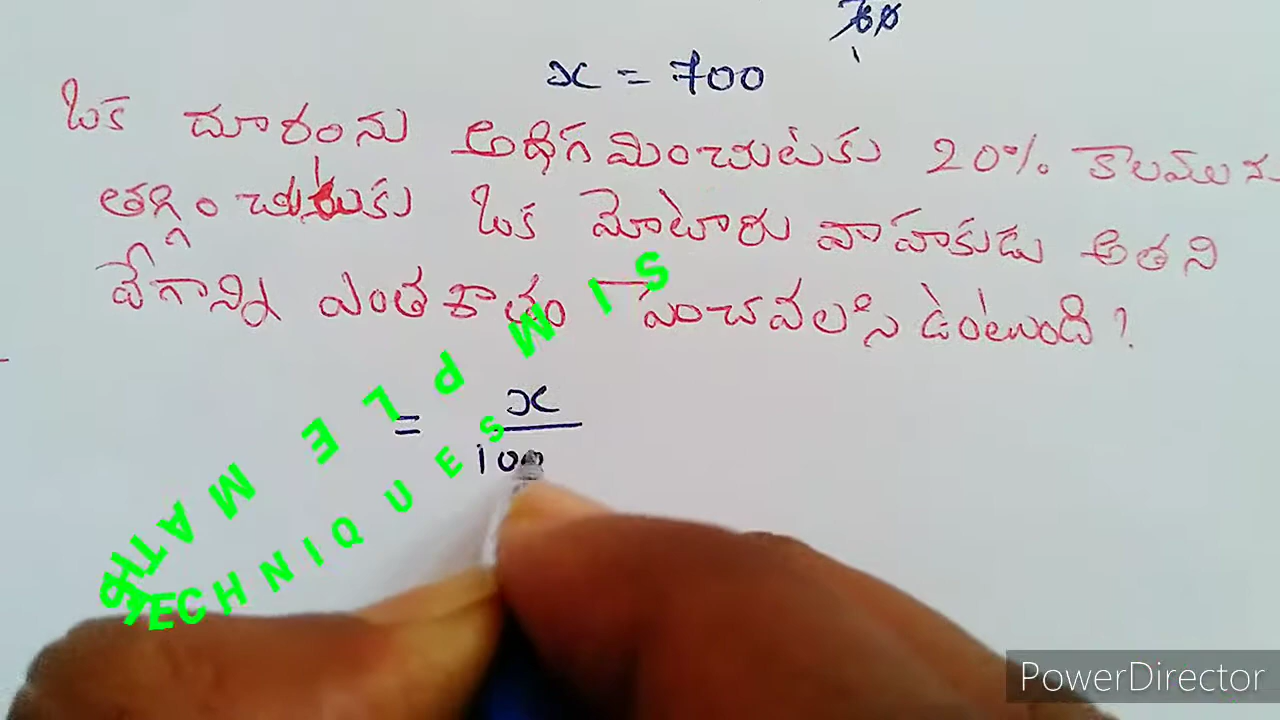 x = 700
ఒక దూరంను అధిగమించుటకు 20% కాలమును
తగ్గించుటకు ఒక మోటారు వాహకుడు అతని
వేగాన్ని ఎంత శాతం పెంచవలసి ఉంటుంది?
= x
100
SIMPLE MATHS
TECHNIQUES
PowerDirector